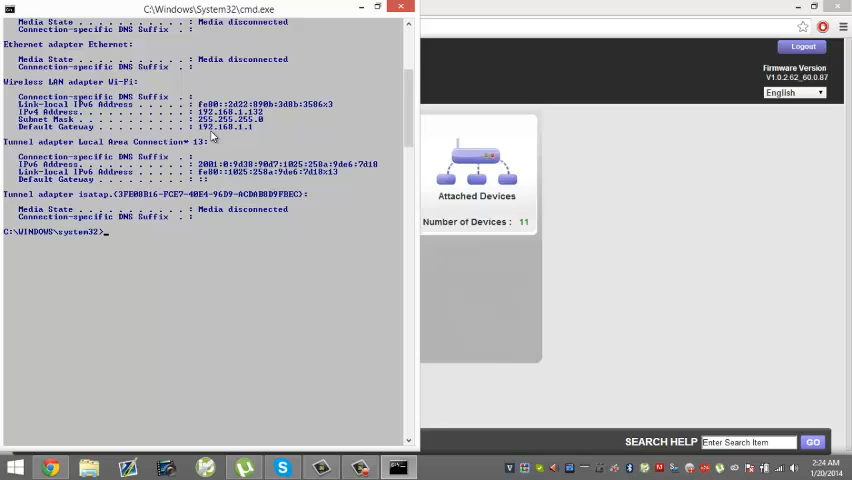 C:\Windows\System32\cmd.exe
Media State . . . . . . . . . . . : Media disconnected
Connection-specific DNS Suffix  . :
Ethernet adapter Ethernet:
Media State . . . . . . . . . . . : Media disconnected
Connection-specific DNS Suffix  . :
Wireless LAN adapter Wi-Fi:
Connection-specific DNS Suffix  . :
Link-local IPv6 Address . . . . . : fe80::2d22:890b:3d8b:3586%3
IPv4 Address. . . . . . . . . . . : 192.168.1.132
Subnet Mask . . . . . . . . . . . : 255.255.255.0
Default Gateway . . . . . . . . . : 192.168.1.1
Tunnel adapter Local Area Connection* 13:
Connection-specific DNS Suffix  . :
IPv6 Address. . . . . . . . . . . : 2001:0:9d38:90d7:1025:258a:9de6:7d18
Link-local IPv6 Address . . . . . : fe80::1025:258a:9de6:7d18%13
Default Gateway . . . . . . . . . : ::
Tunnel adapter isatap.{3FE08B16-FCE7-40E4-96D9-ACDAB8D9FBEC}:
Media State . . . . . . . . . . . : Media disconnected
Connection-specific DNS Suffix  . :
C:\WINDOWS\system32>_
Logout
Firmware Version
V1.0.2.62_60.0.87
English
Attached Devices
Number of Devices : 11
SEARCH HELP Enter Search Item GO
2:24 AM
1/20/2014